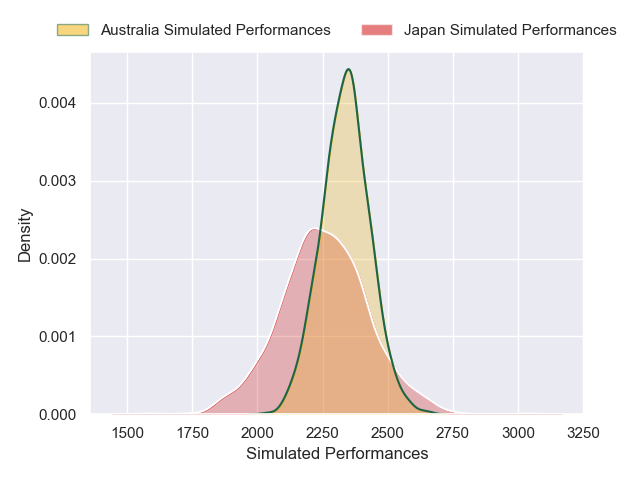 Australia Simulated Performances
Japan Simulated Performances
0.004
0.003
0.002
0.001
0.000
Density
1500 1750 2000 2250 2500 2750 3000 3250
Simulated Performances